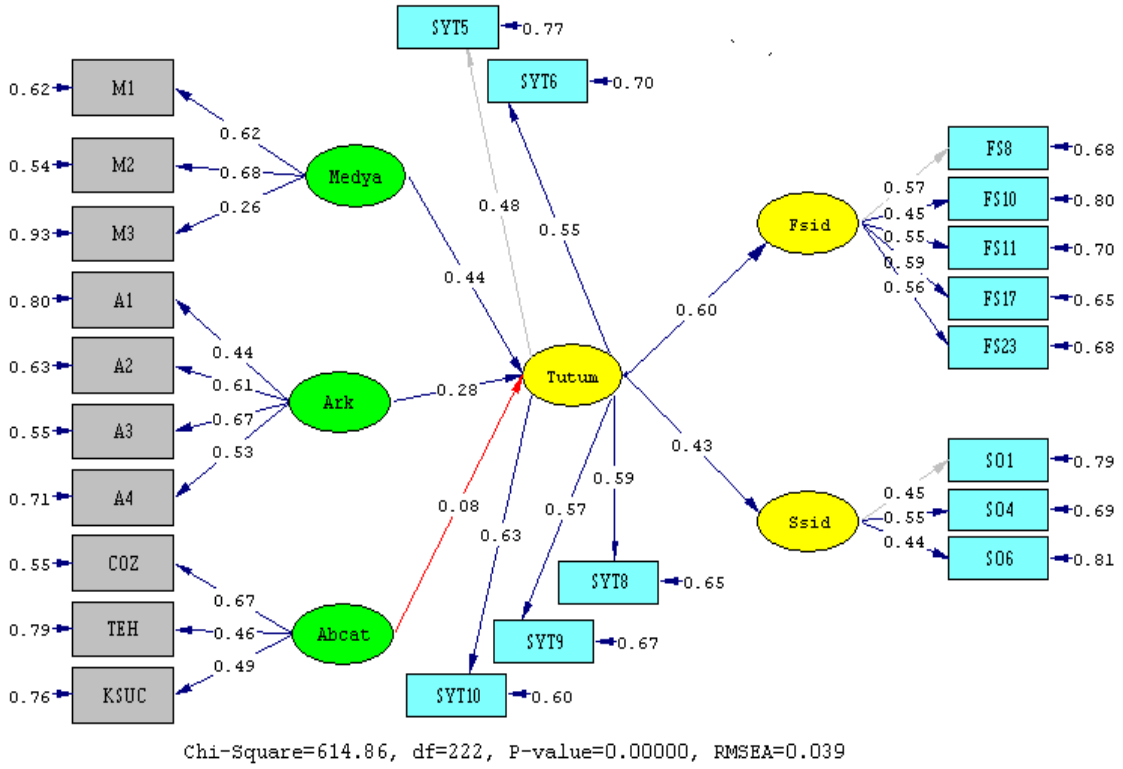 SYT5
0.77
SYT6
0.70
0.62
M1
0.62
0.54
M2
0.68
Medya
0.93
M3
0.26
0.48
0.55
0.44
0.80
A1
0.44
0.63
A2
0.61
Ark
0.28
0.55
A3
0.67
0.71
A4
0.53
Tutum
0.60
Fsid
0.57
FS8
0.68
0.45
FS10
0.80
0.55
FS11
0.70
0.59
FS17
0.65
0.56
FS23
0.68
0.43
Ssid
0.45
SO1
0.79
0.55
SO4
0.69
0.44
SO6
0.81
0.55
COZ
0.67
0.79
TEH
0.46
Abcat
0.08
0.76
KSUC
0.49
0.63
0.57
0.59
SYT8
0.65
SYT9
0.67
SYT10
0.60
Chi-Square=614.86, df=222, P-value=0.00000, RMSEA=0.039